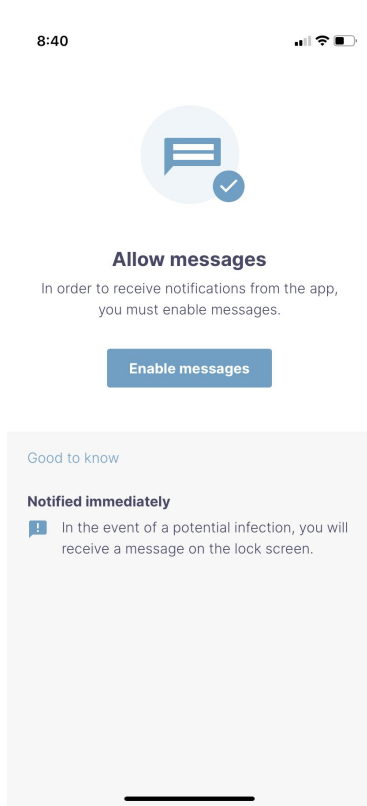 8:40
Allow messages
In order to receive notifications from the app,
you must enable messages.
Enable messages
Good to know
Notified immediately
In the event of a potential infection, you will
receive a message on the lock screen.